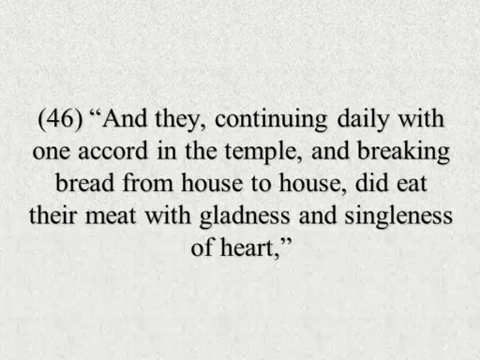 (46) “And they, continuing daily with
one accord in the temple, and breaking
bread from house to house, did eat
their meat with gladness and singleness
of heart,”